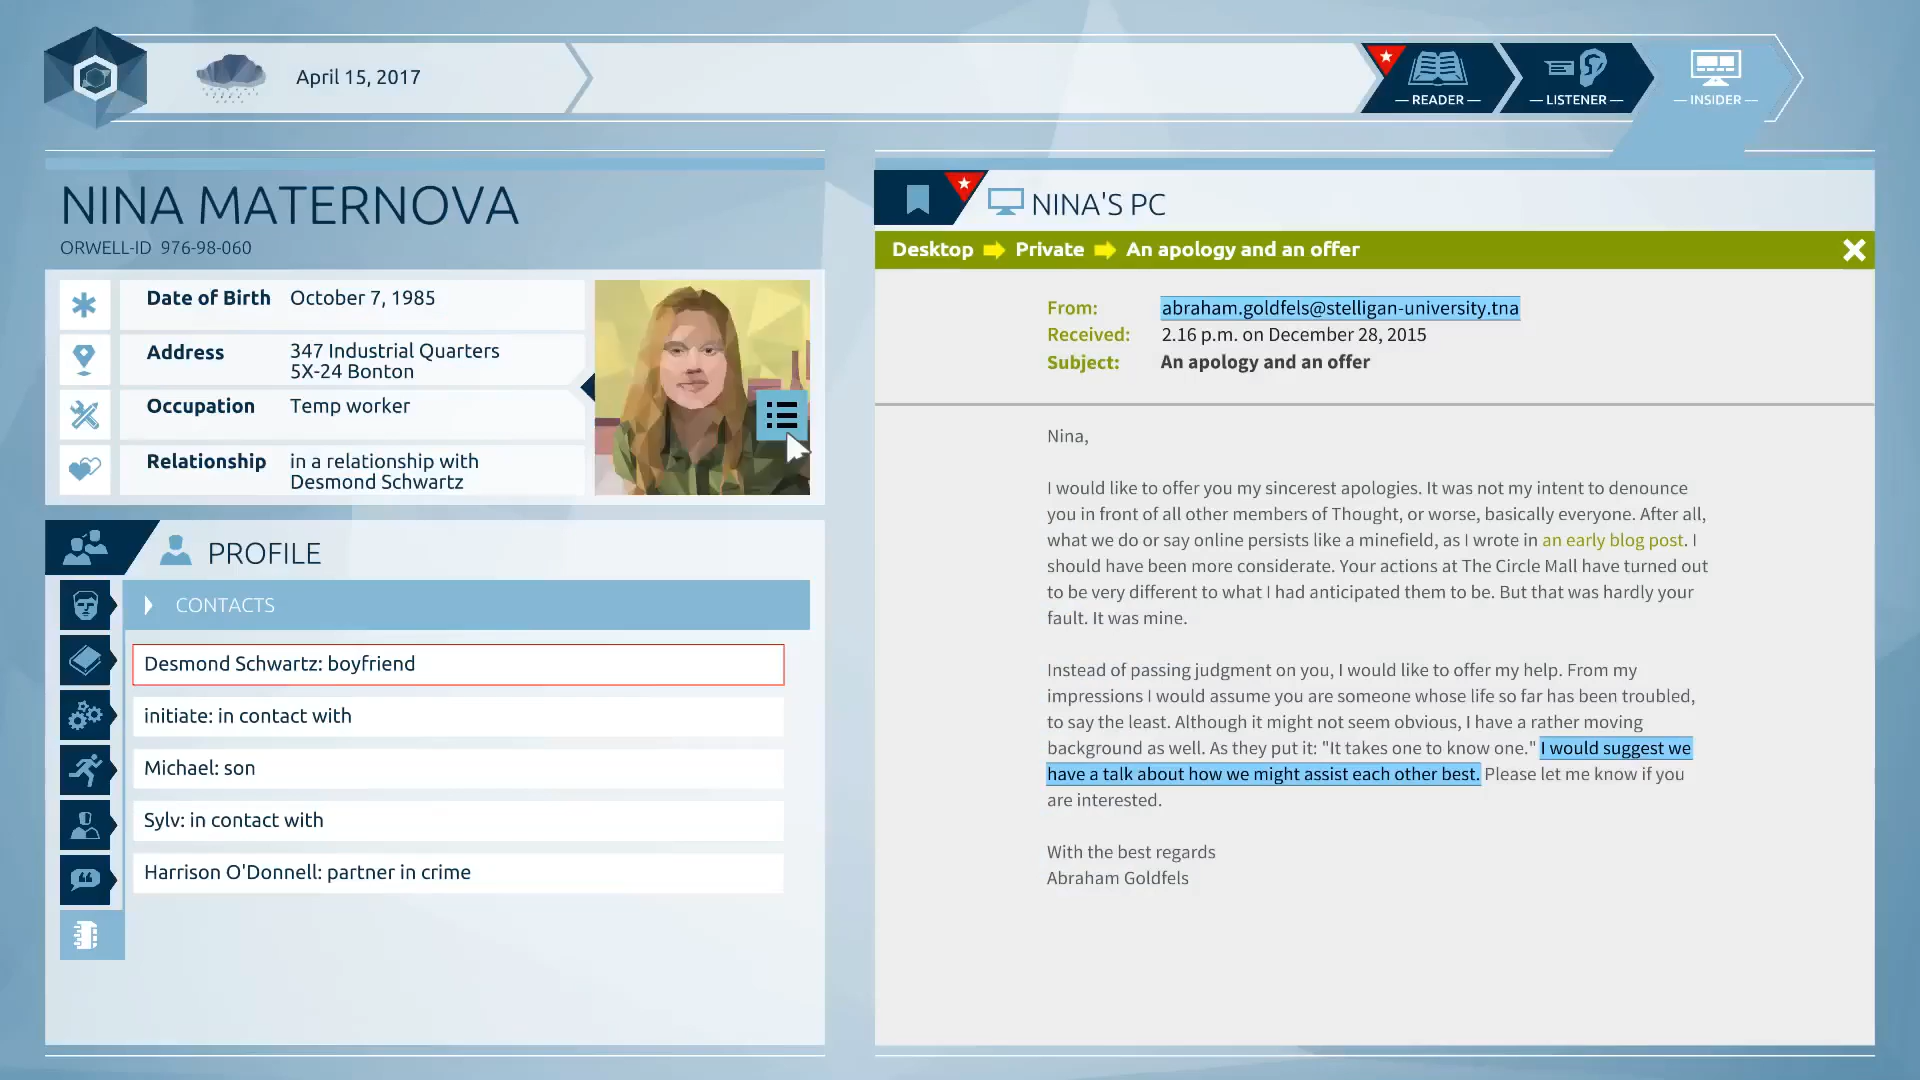 April 15, 2017
READER
LISTENER
INSIDER
NINA MATERNOVA
ORWELL-ID 976-98-060
Date of Birth October 7, 1985
Address 347 Industrial Quarters
5X-24 Bonton
Occupation Temp worker
Relationship in a relationship with
Desmond Schwartz
PROFILE
CONTACTS
Desmond Schwartz: boyfriend
initiate: in contact with
Michael: son
Sylv: in contact with
Harrison O'Donnell: partner in crime
NINA'S PC
Desktop Private An apology and an offer
From: abraham.goldfels@stelligan-university.tna
Received: 2.16 p.m. on December 28, 2015
Subject: An apology and an offer
Nina,
I would like to offer you my sincerest apologies. It was not my intent to denounce
you in front of all other members of Thought, or worse, basically everyone. After all,
what we do or say online persists like a minefield, as I wrote in an early blog post. I
should have been more considerate. Your actions at The Circle Mall have turned out
to be very different to what I had anticipated them to be. But that was hardly your
fault. It was mine.
Instead of passing judgment on you, I would like to offer my help. From my
impressions I would assume you are someone whose life so far has been troubled,
to say the least. Although it might not seem obvious, I have a rather moving
background as well. As they put it: "It takes one to know one." I would suggest we
have a talk about how we might assist each other best. Please let me know if you
are interested.
With the best regards
Abraham Goldfels